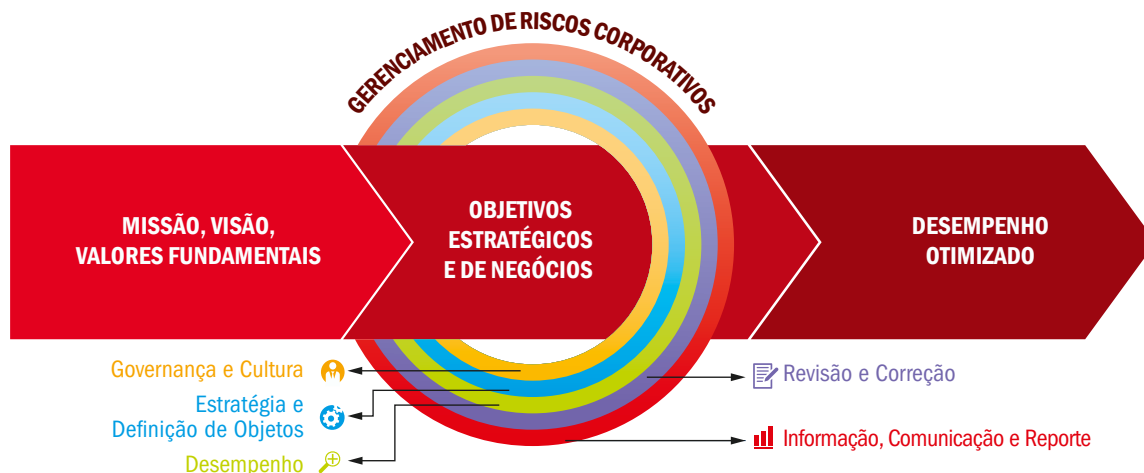 GERENCIAMENTO DE RISCOS CORPORATIVOS
MISSÃO, VISÃO,
VALORES FUNDAMENTAIS
OBJETIVOS
ESTRATÉGICOS
E DE NEGÓCIOS
DESEMPENHO
OTIMIZADO
Governança e Cultura
Estratégia e
Definição de Objetos
Desempenho
Revisão e Correção
Informação, Comunicação e Reporte